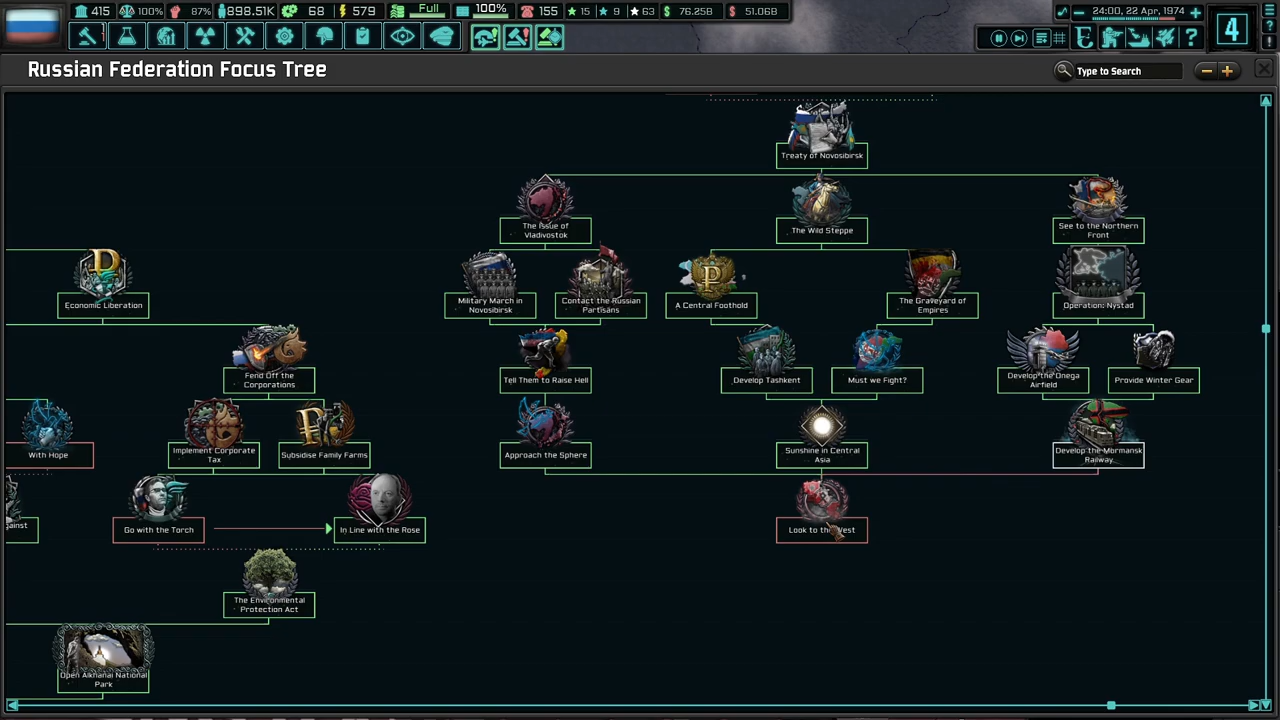 415 100% 87% 898.51K 68 579 Full 100% 155 15 9 63 76.25B 51.06B 24:00, 22 Apr, 1974 4
Russian Federation Focus Tree
Type to Search
Treaty of Novosibirsk
The Issue of
Vladivostok
The Wild Steppe
See to the Northern
Front
Economic Liberation
Military March in
Novosibirsk
Contact the Russian
Partisans
A Central Foothold
The Graveyard of
Empires
Operation: Nystad
Fend Off the
Corporations
Tell Them to Raise Hell
Develop Tashkent
Must we Fight?
Develop the Onega
Airfield
Provide Winter Gear
With Hope
Implement Corporate
Tax
Subsidise Family Farms
Approach the Sphere
Sunshine in Central
Asia
Develop the Mormansk
Railway
Go with the Torch
In Line with the Rose
Look to the West
The Environmental
Protection Act
Open Alkhanai National
Park